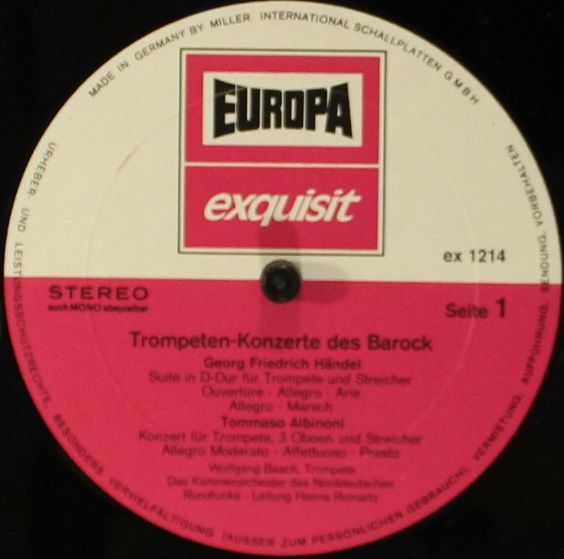 MADE IN GERMANY BY MILLER INTERNATIONAL SCHALLPLATTEN GMBH
EUROPA
exquisit
ex 1214
STEREO
auch MONO abspielbar
Seite 1
Trompeten-Konzerte des Barock
Georg Friedrich Händel
Suite in D-Dur für Trompete und Streicher
Ouvertüre - Allegro - Arie
Allegro - Marsch
Tommaso Albinoni
Konzert für Trompete, 3 Oboen und Streicher
Allegro Moderato - Affettuoso - Presto
Wolfgang Basch, Trompete
Das Kammerorchester des Norddeutschen
Rundfunks - Leitung Hanns Reinartz
URHEBER- UND LEISTUNGSSCHUTZRECHTE, BESONDERS VERVIELFÄLTIGUNG (AUSSER ZUM PERSÖNLICHEN GEBRAUCH), VERMIETUNG, AUFFÜHRUNG, SENDUNG, VORBEHALTEN